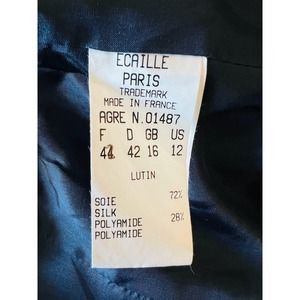 ECAILLE
PARIS
TRADEMARK
MADE IN FRANCE
AGRE N.01487
F D GB US
44 42 16 12
LUTIN
SOIE 72%
SILK
POLYAMIDE 28%
POLYAMIDE